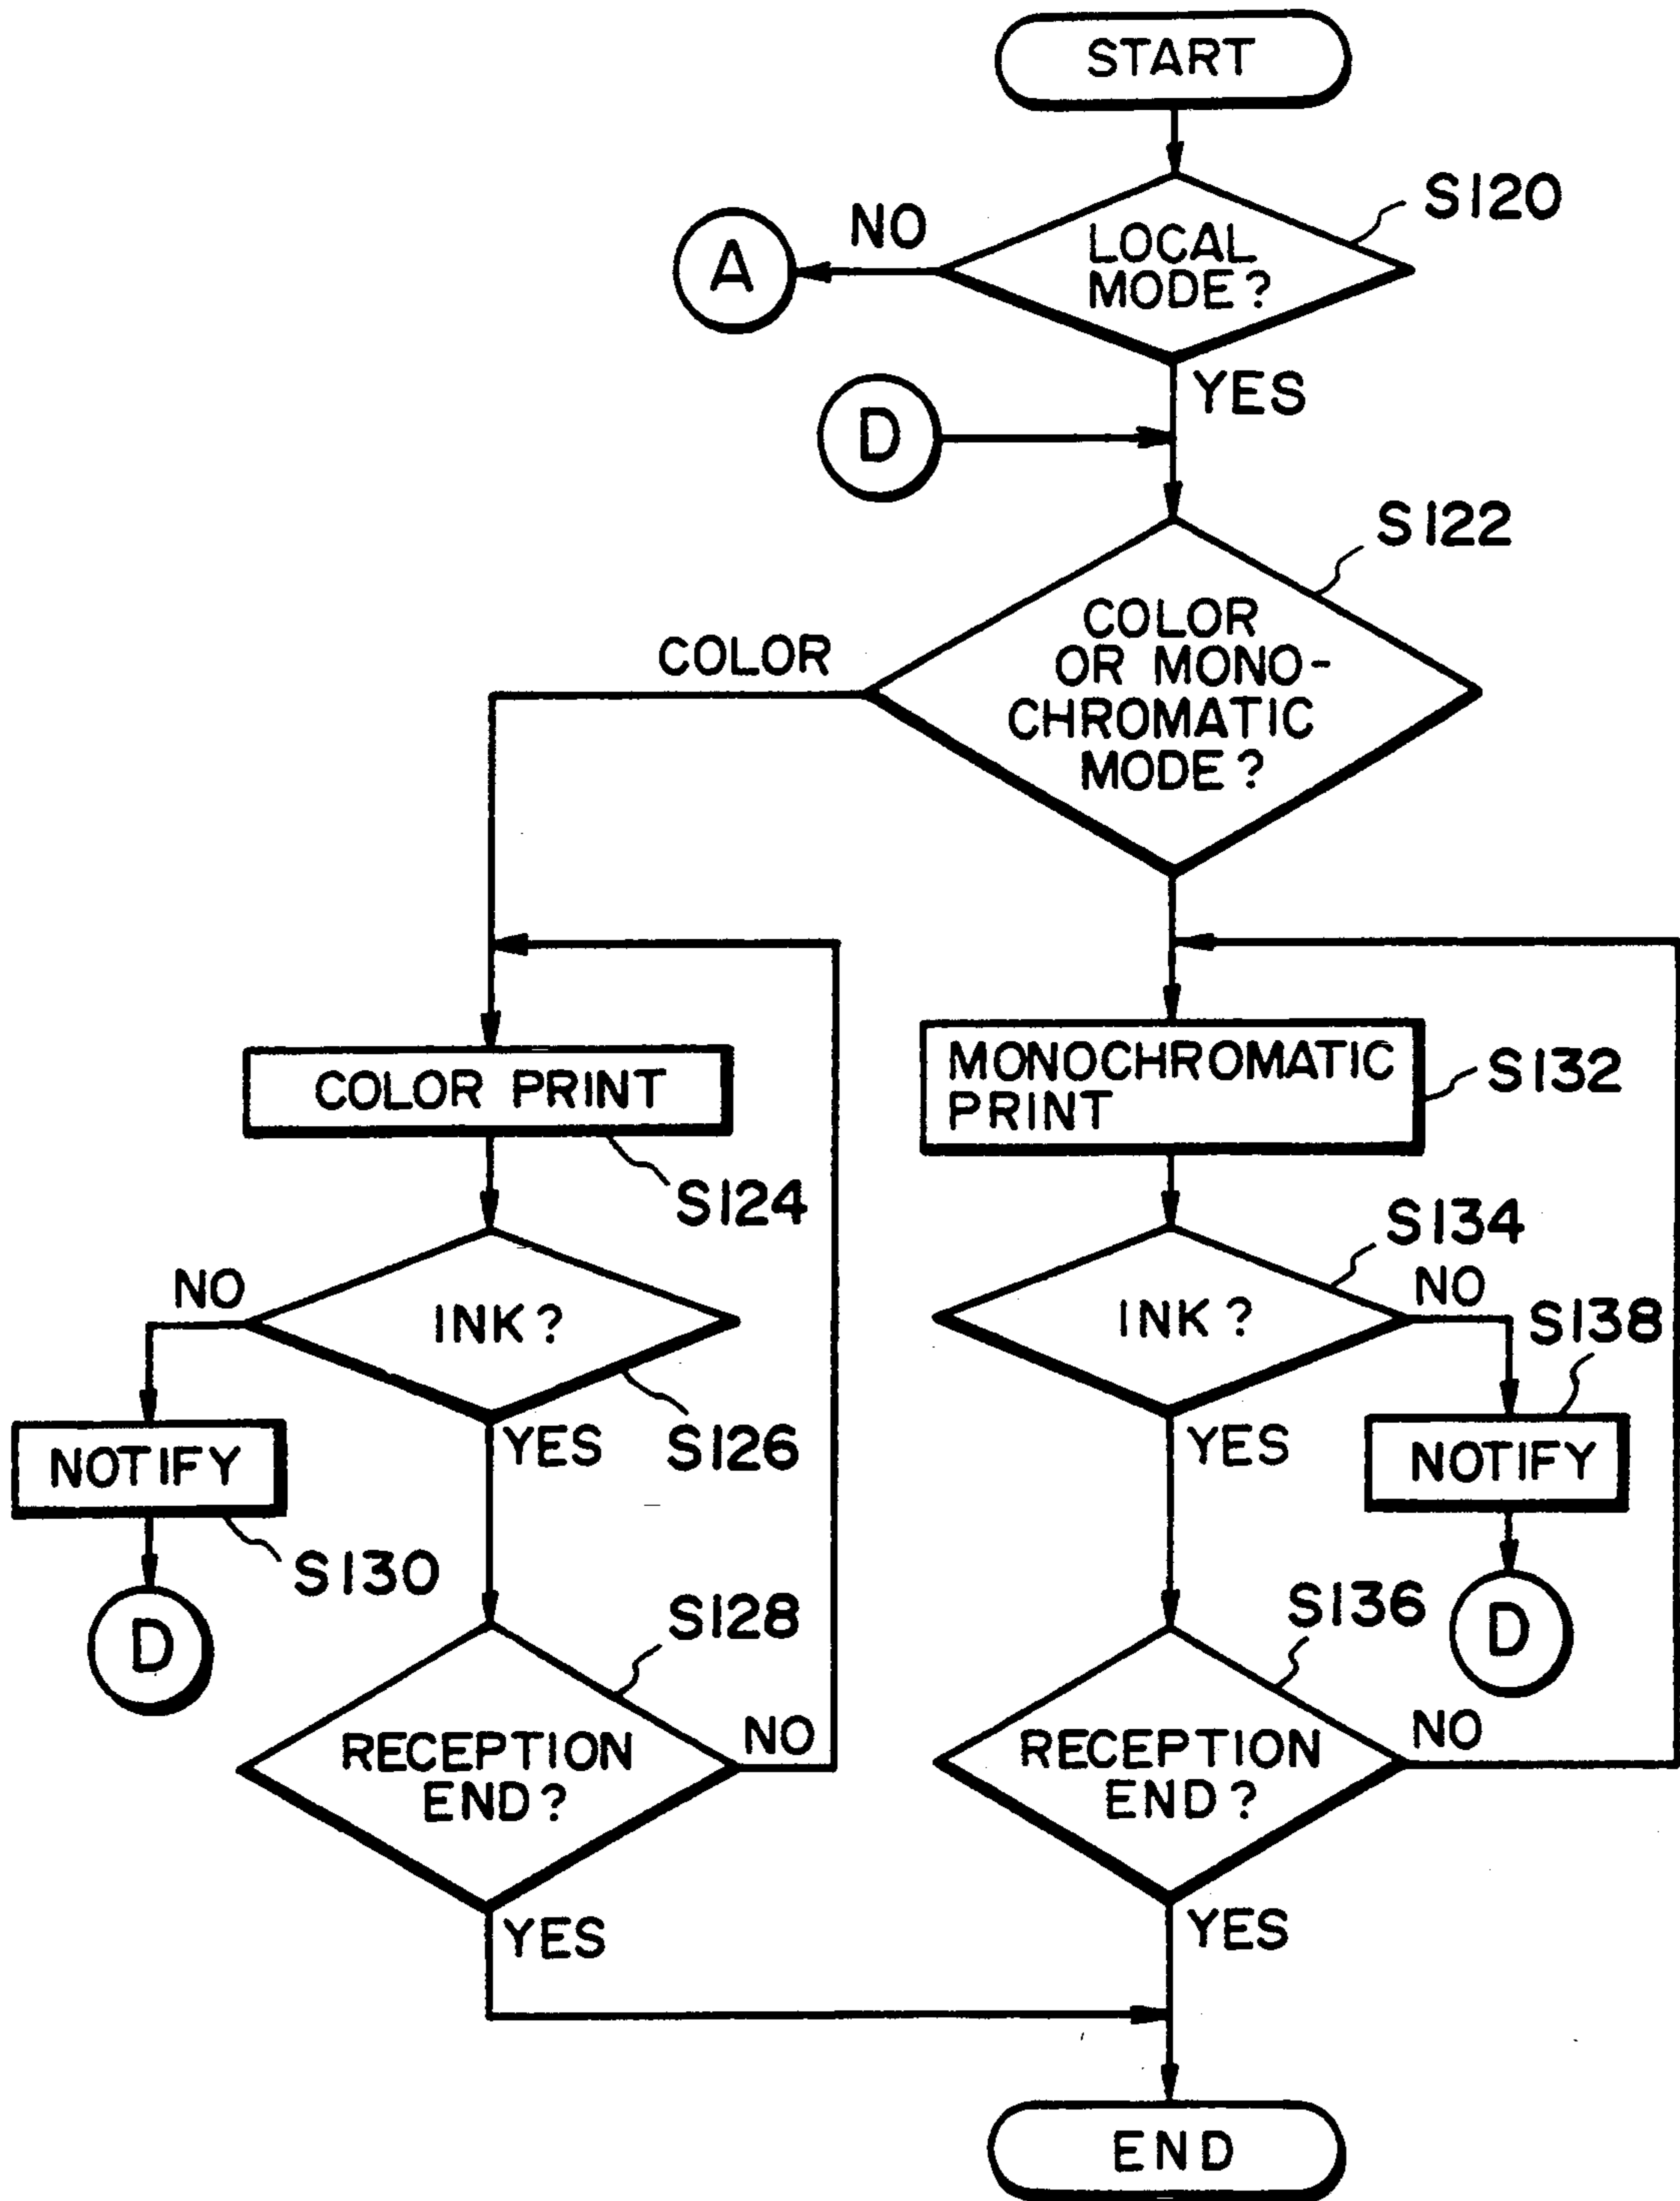 START
S120
NO
LOCAL
MODE?
A
YES
D
S122
COLOR
COLOR
OR MONO-
CHROMATIC
MODE?
COLOR PRINT
S124
MONOCHROMATIC
PRINT
S132
NO
INK?
S126
YES
NOTIFY
S130
D
S134
INK?
NO
S138
YES
NOTIFY
D
S128
RECEPTION
END?
NO
YES
S136
RECEPTION
END?
NO
YES
END